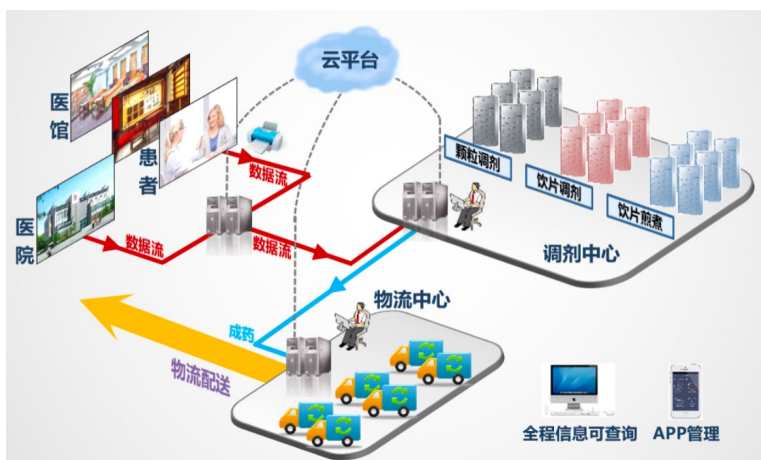 云平台
医馆
患者
医院
数据流
数据流
数据流
颗粒调剂
饮片调剂
饮片煎煮
调剂中心
物流中心
成药
物流配送
全程信息可查询
APP管理